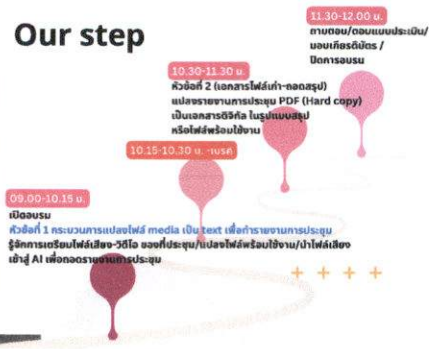 Our step
11.30-12.00 น.
ถามตอบ/ตอบแบบประเมิน/
มอบเกียรติบัตร /
ปิดการอบรม
10.30-11.30 น.
หัวข้อที่ 2 (เอกสารไฟล์เก่า-ถอดสรุป)
แปลงรายงานการประชุม PDF (Hard copy)
เป็นเอกสารดิจิทัล ในรูปแบบสรุป
หรือไฟล์พร้อมใช้งาน
10.15-10.30 น. -เบรค
09.00-10.15 น.
เปิดอบรม
หัวข้อที่ 1 กระบวนการแปลงไฟล์ media เป็น text เพื่อทำรายงานการประชุม
รู้จักการเตรียมไฟล์เสียง-วิดีโอ ของที่ประชุม/แปลงไฟล์พร้อมใช้งาน/นำไฟล์เสียง
เข้าสู่ AI เพื่อถอดรายงานการประชุม